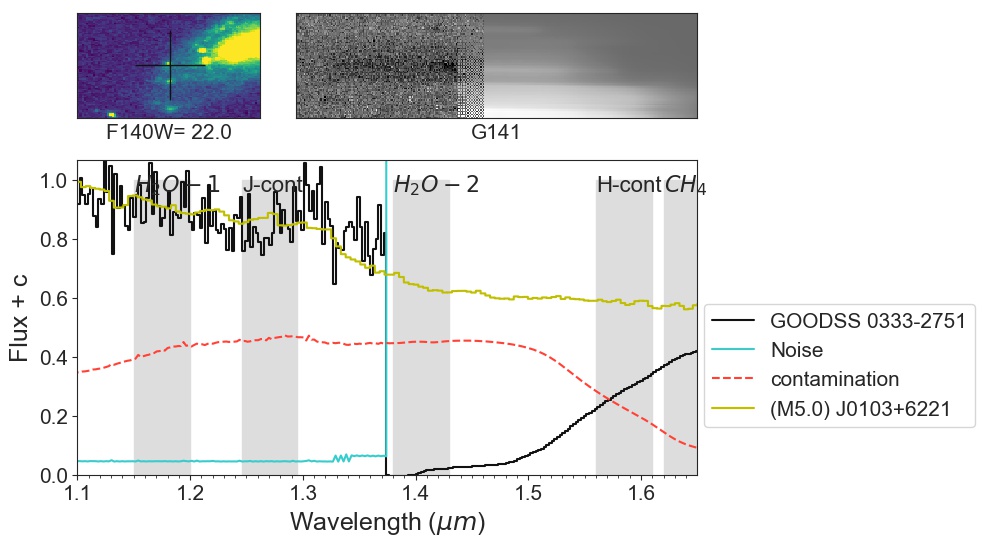 F140W= 22.0
G141
H₂O − 1
J-cont
H₂O − 2
H-cont
CH₄
1.0
0.8
0.6
0.4
0.2
0.0
Flux + c
1.1
1.2
1.3
1.4
1.5
1.6
Wavelength (μm)
GOODSS 0333-2751
Noise
contamination
(M5.0) J0103+6221